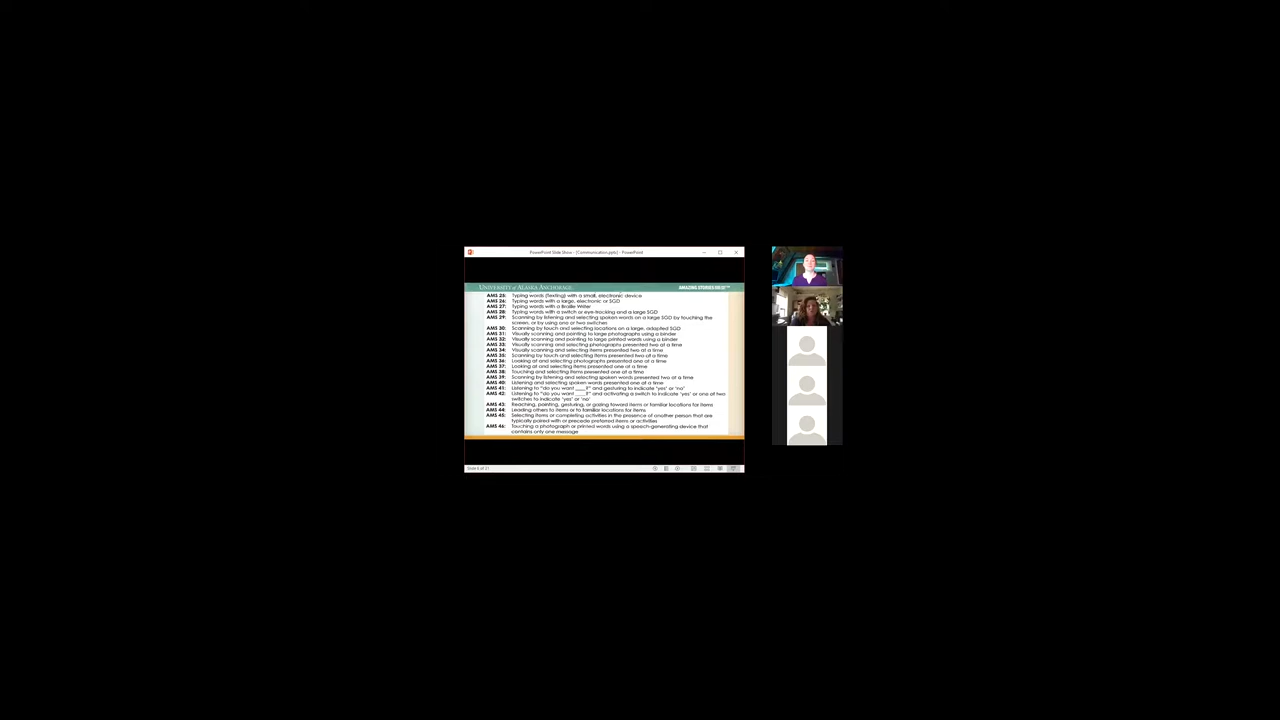 PowerPoint Slide Show - [Communication.pptx] - PowerPoint
UNIVERSITY of ALASKA ANCHORAGE
AMAZING STORIES BEGIN HERE™
AMS 25: Typing words (Texting) with a small, electronic device
AMS 26: Typing words with a large, electronic or SGD
AMS 27: Typing words with a Braille Writer
AMS 28: Typing words with a switch or eye-tracking and a large SGD
AMS 29: Scanning by listening and selecting spoken words on a large SGD by touching the
screen, or by using one or two switches
AMS 30: Scanning by touch and selecting locations on a large, adapted SGD
AMS 31: Visually scanning and pointing to large photographs using a binder
AMS 32: Visually scanning and pointing to large printed words using a binder
AMS 33: Visually scanning and selecting photographs presented two at a time
AMS 34: Visually scanning and selecting items presented two at a time
AMS 35: Scanning by touch and select items presented two at a time
AMS 36: Looking at and selecting photographs presented one at a time
AMS 37: Looking at and selecting items presented one at a time
AMS 38: Touching and selecting items presented one at a time
AMS 39: Scanning by listening and selecting spoken words presented two at a time
AMS 40: Listening and selecting spoken words presented one at a time
AMS 41: Listening to "do you want ____?" and gesturing to indicate "yes" or "no"
AMS 42: Listening to "do you want ____?" and activating a switch to indicate "yes" or one of two
switches to indicate "yes" or "no"
AMS 43: Reaching, pointing, gesturing, or gazing toward items or familiar locations for items
AMS 44: Leading others to items or to familiar locations for items
AMS 45: Selecting items or completing activities in the presence of another person that are
typically paired with or precede preferred items or activities
AMS 46: Touching a photograph or printed words using a speech-generating device that
contains only one message
Slide 6 of 21